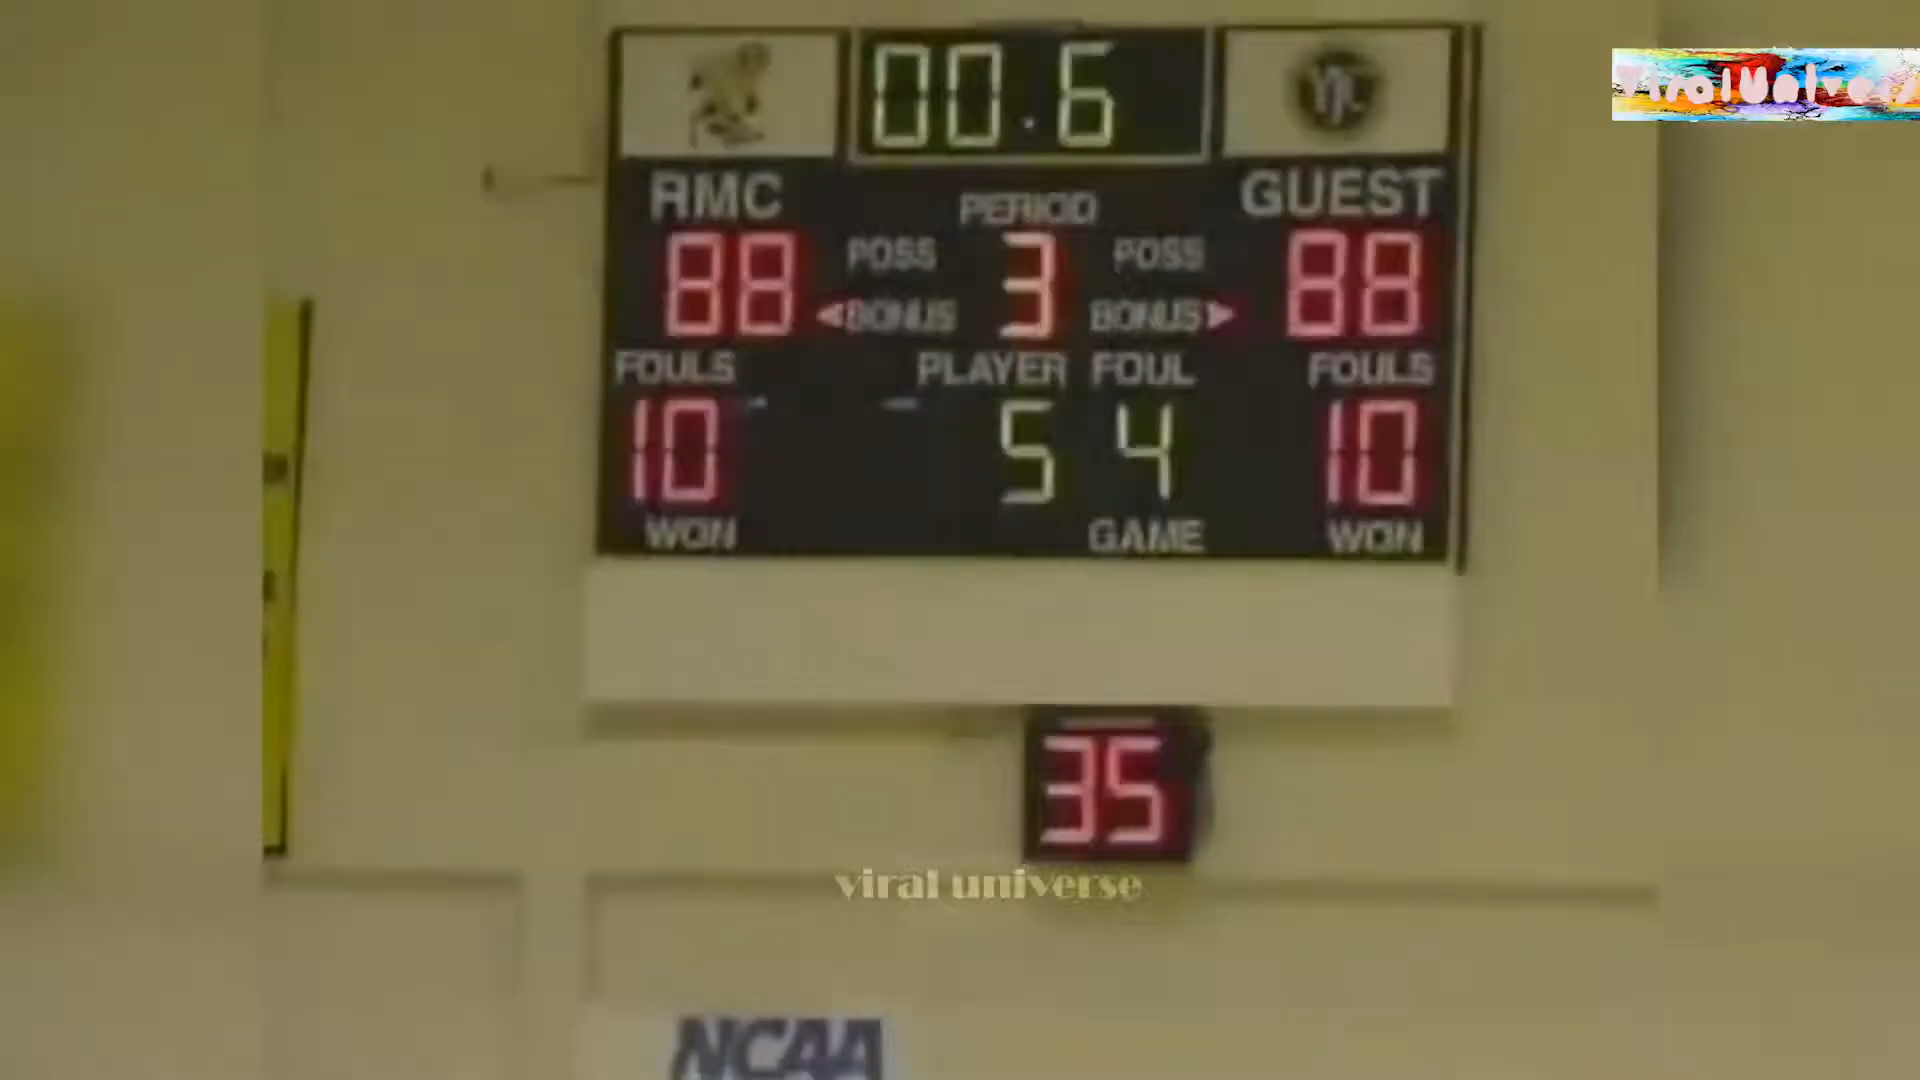 ViralUnivers
00.6
RMC PERIOD GUEST
88 POSS 3 POSS 88
◀BONUS BONUS▶
FOULS PLAYER FOUL FOULS
10 5 4 10
WON GAME WON
35
viral universe
NCAA